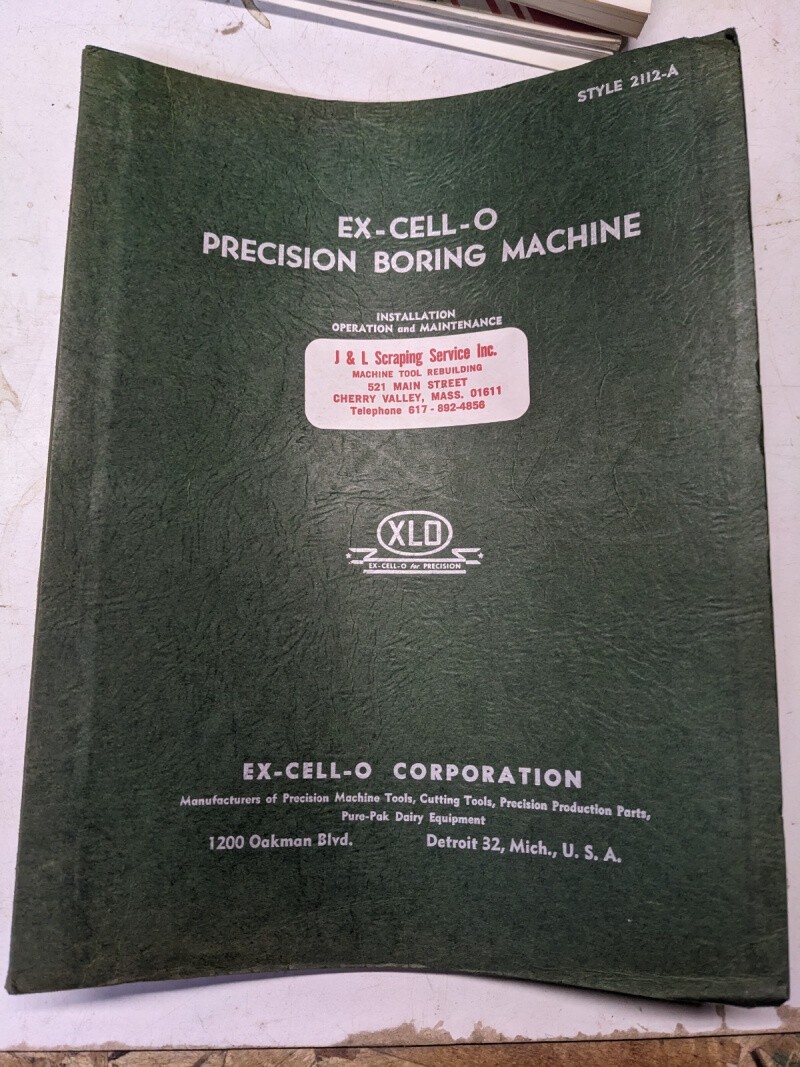 STYLE 2112-A
EX-CELL-O
PRECISION BORING MACHINE
INSTALLATION
OPERATION and MAINTENANCE
J & L Scraping Service Inc.
MACHINE TOOL REBUILDING
521 MAIN STREET
CHERRY VALLEY, MASS. 01611
Telephone 617-892-4856
XLO
EX-CELL-O for PRECISION
EX-CELL-O CORPORATION
Manufacturers of Precision Machine Tools, Cutting Tools, Precision Production Parts,
Pure-Pak Dairy Equipment
1200 Oakman Blvd. Detroit 32, Mich., U. S. A.